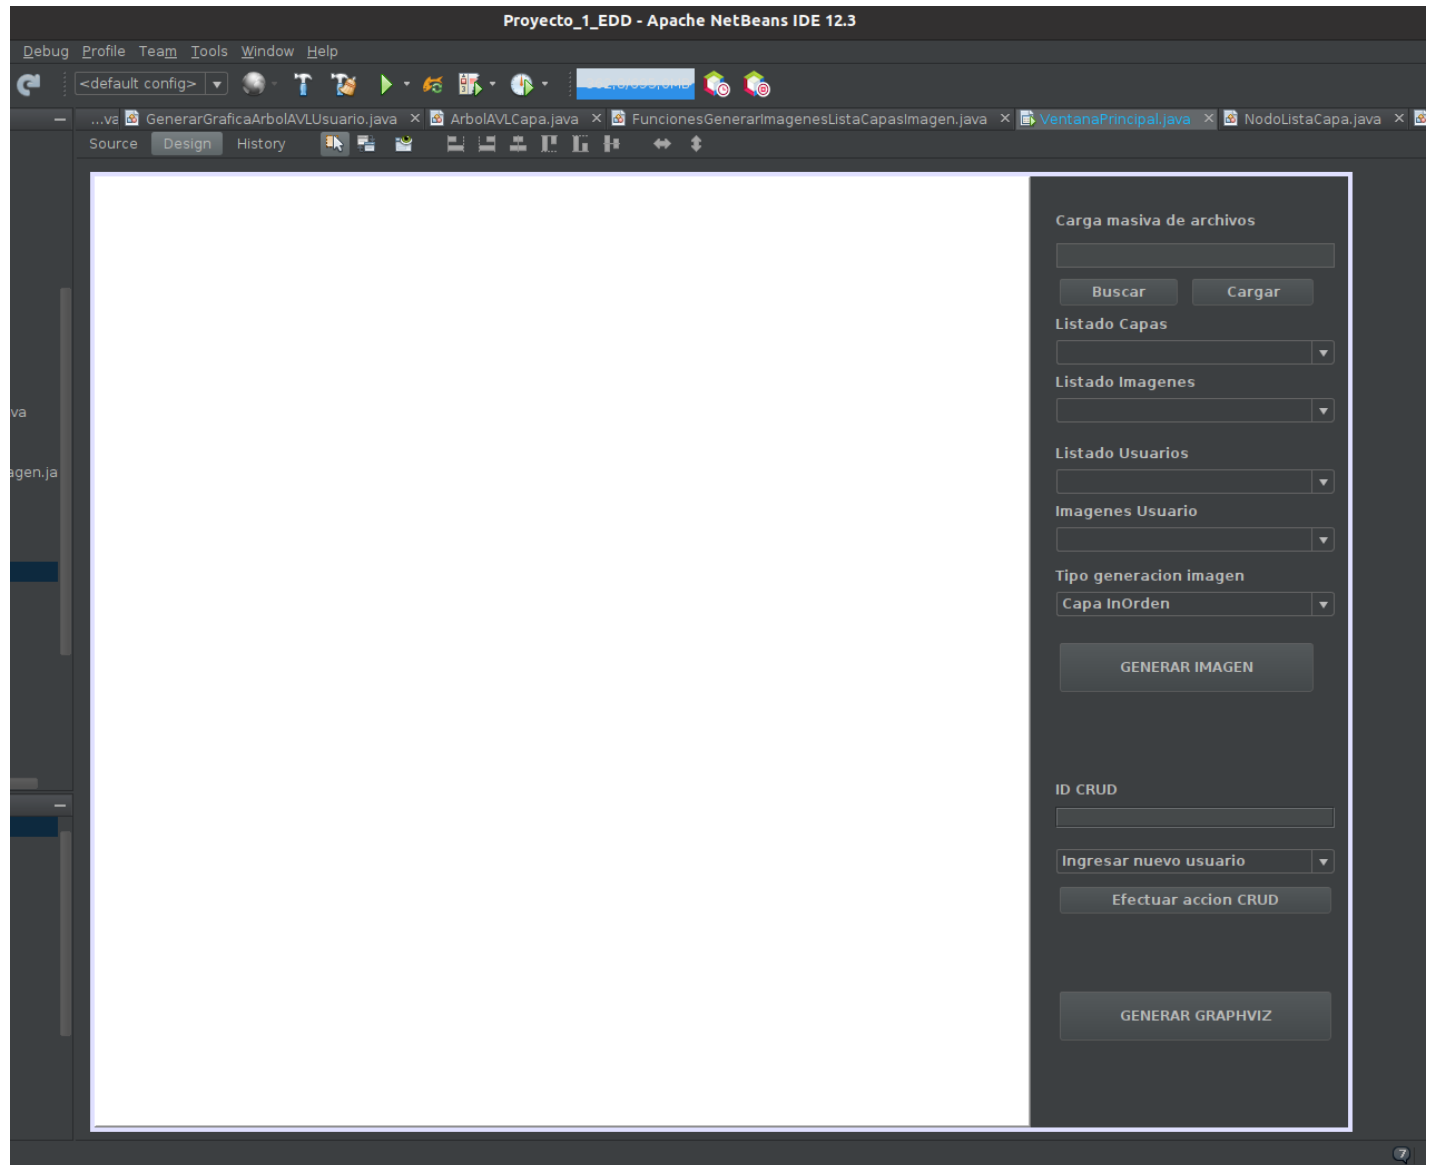 Proyecto_1_EDD - Apache NetBeans IDE 12.3
Debug Profile Team Tools Window Help
<default config>
...va GenerarGraficaArbolAVLUsuario.java ArbolAVLCapa.java FuncionesGenerarImagenesListaCapasImagen.java VentanaPrincipal.java NodoListaCapa.java
Source Design History
Carga masiva de archivos
Buscar Cargar
Listado Capas
Listado Imagenes
va
Listado Usuarios
agen.ja
Imagenes Usuario
Tipo generacion imagen
Capa InOrden
GENERAR IMAGEN
ID CRUD
Ingresar nuevo usuario
Efectuar accion CRUD
GENERAR GRAPHVIZ
7